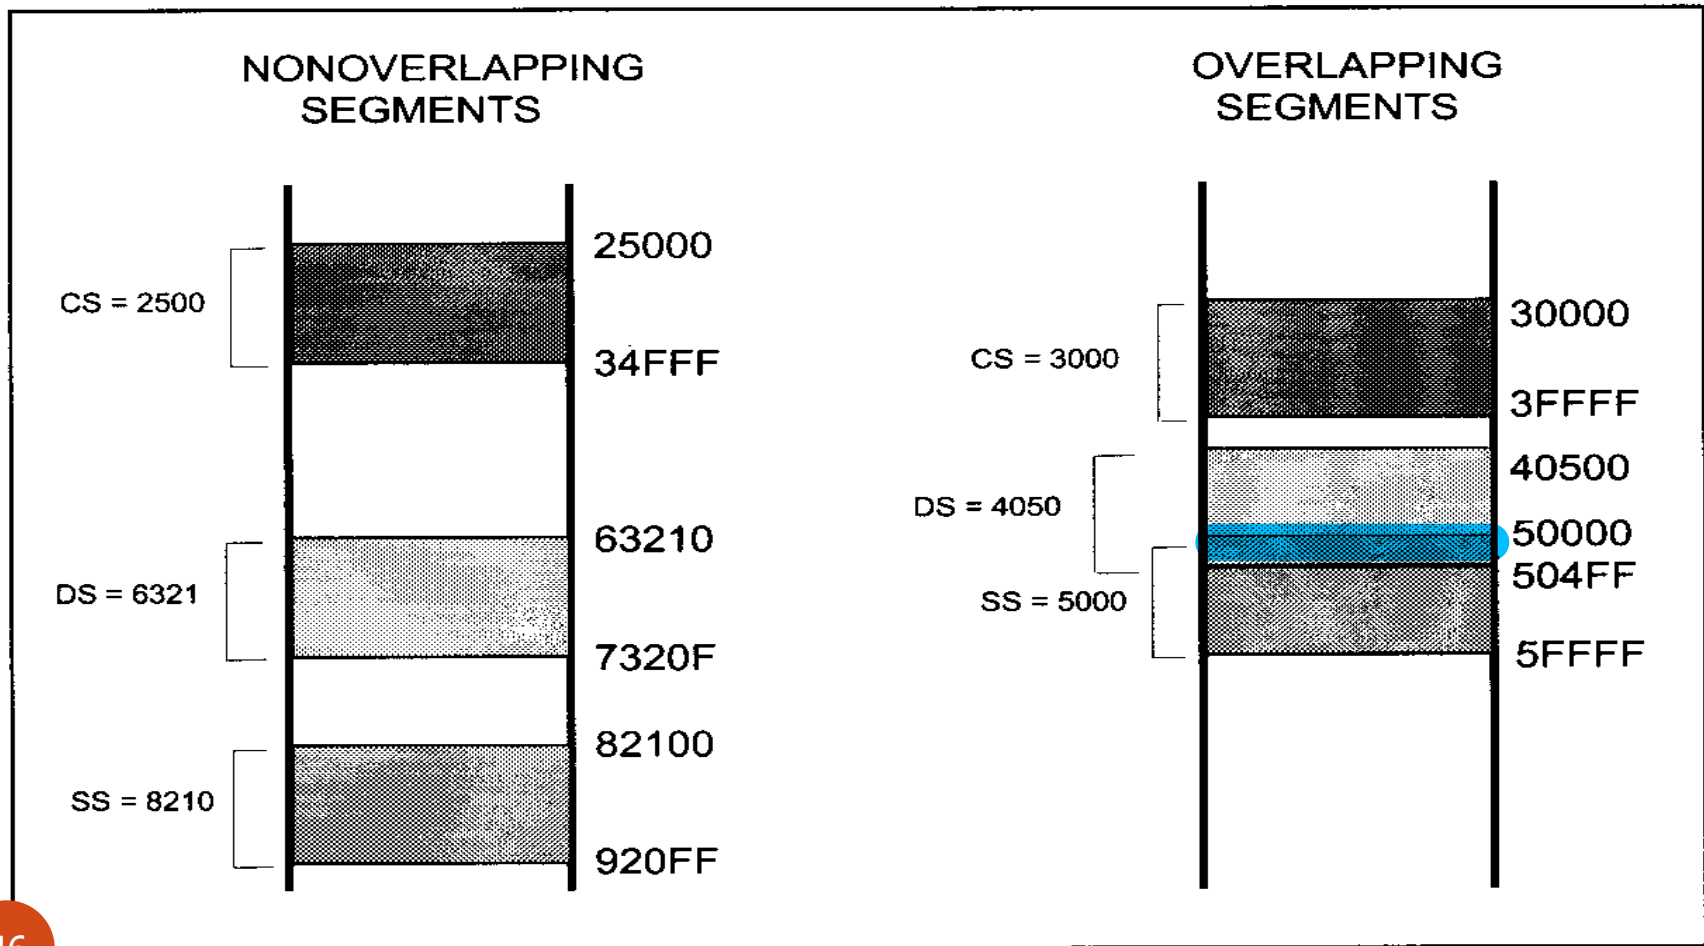 NONOVERLAPPING
SEGMENTS
CS = 2500
25000
34FFF
DS = 6321
63210
7320F
SS = 8210
82100
920FF
OVERLAPPING
SEGMENTS
CS = 3000
30000
3FFFF
DS = 4050
40500
50000
504FF
SS = 5000
5FFFF